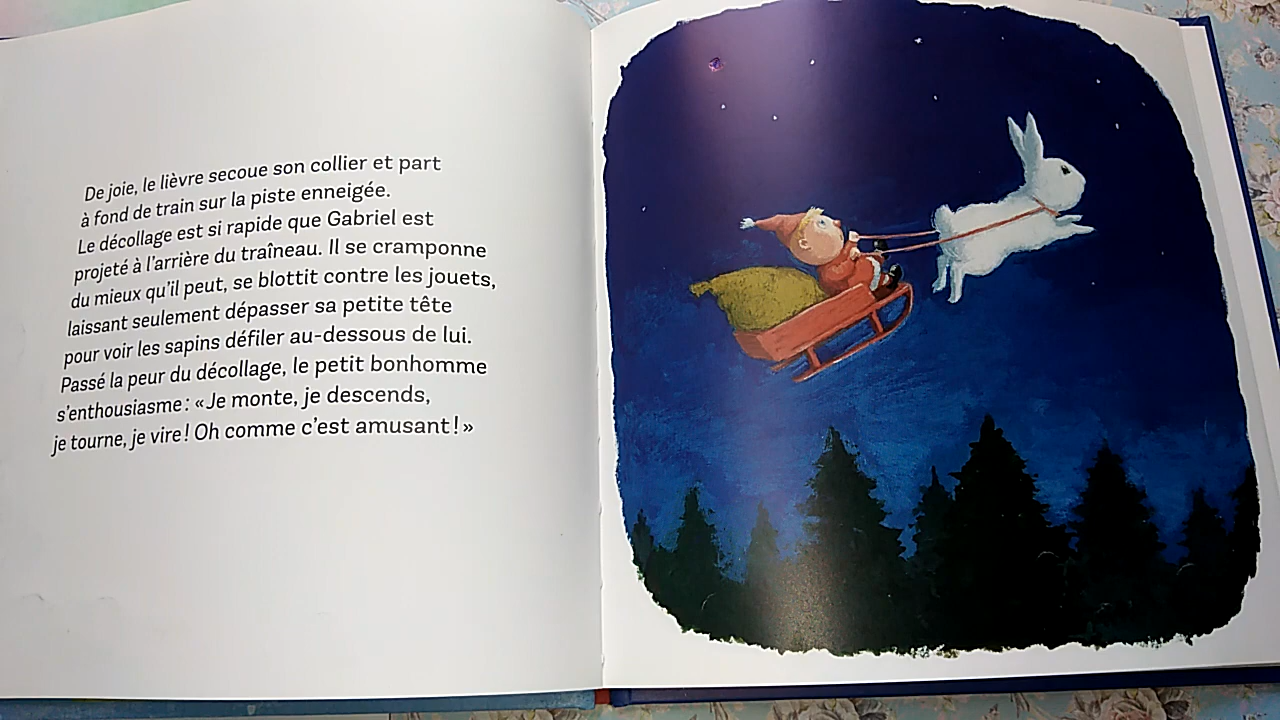 De joie, le lièvre secoue son collier et part
à fond de train sur la piste enneigée.
Le décollage est si rapide que Gabriel est
projeté à l'arrière du traîneau. Il se cramponne
du mieux qu'il peut, se blottit contre les jouets,
laissant seulement dépasser sa petite tête
pour voir les sapins défiler au-dessous de lui.
Passé la peur du décollage, le petit bonhomme
s'enthousiasme : « Je monte, je descends,
je tourne, je vire ! Oh comme c'est amusant ! »